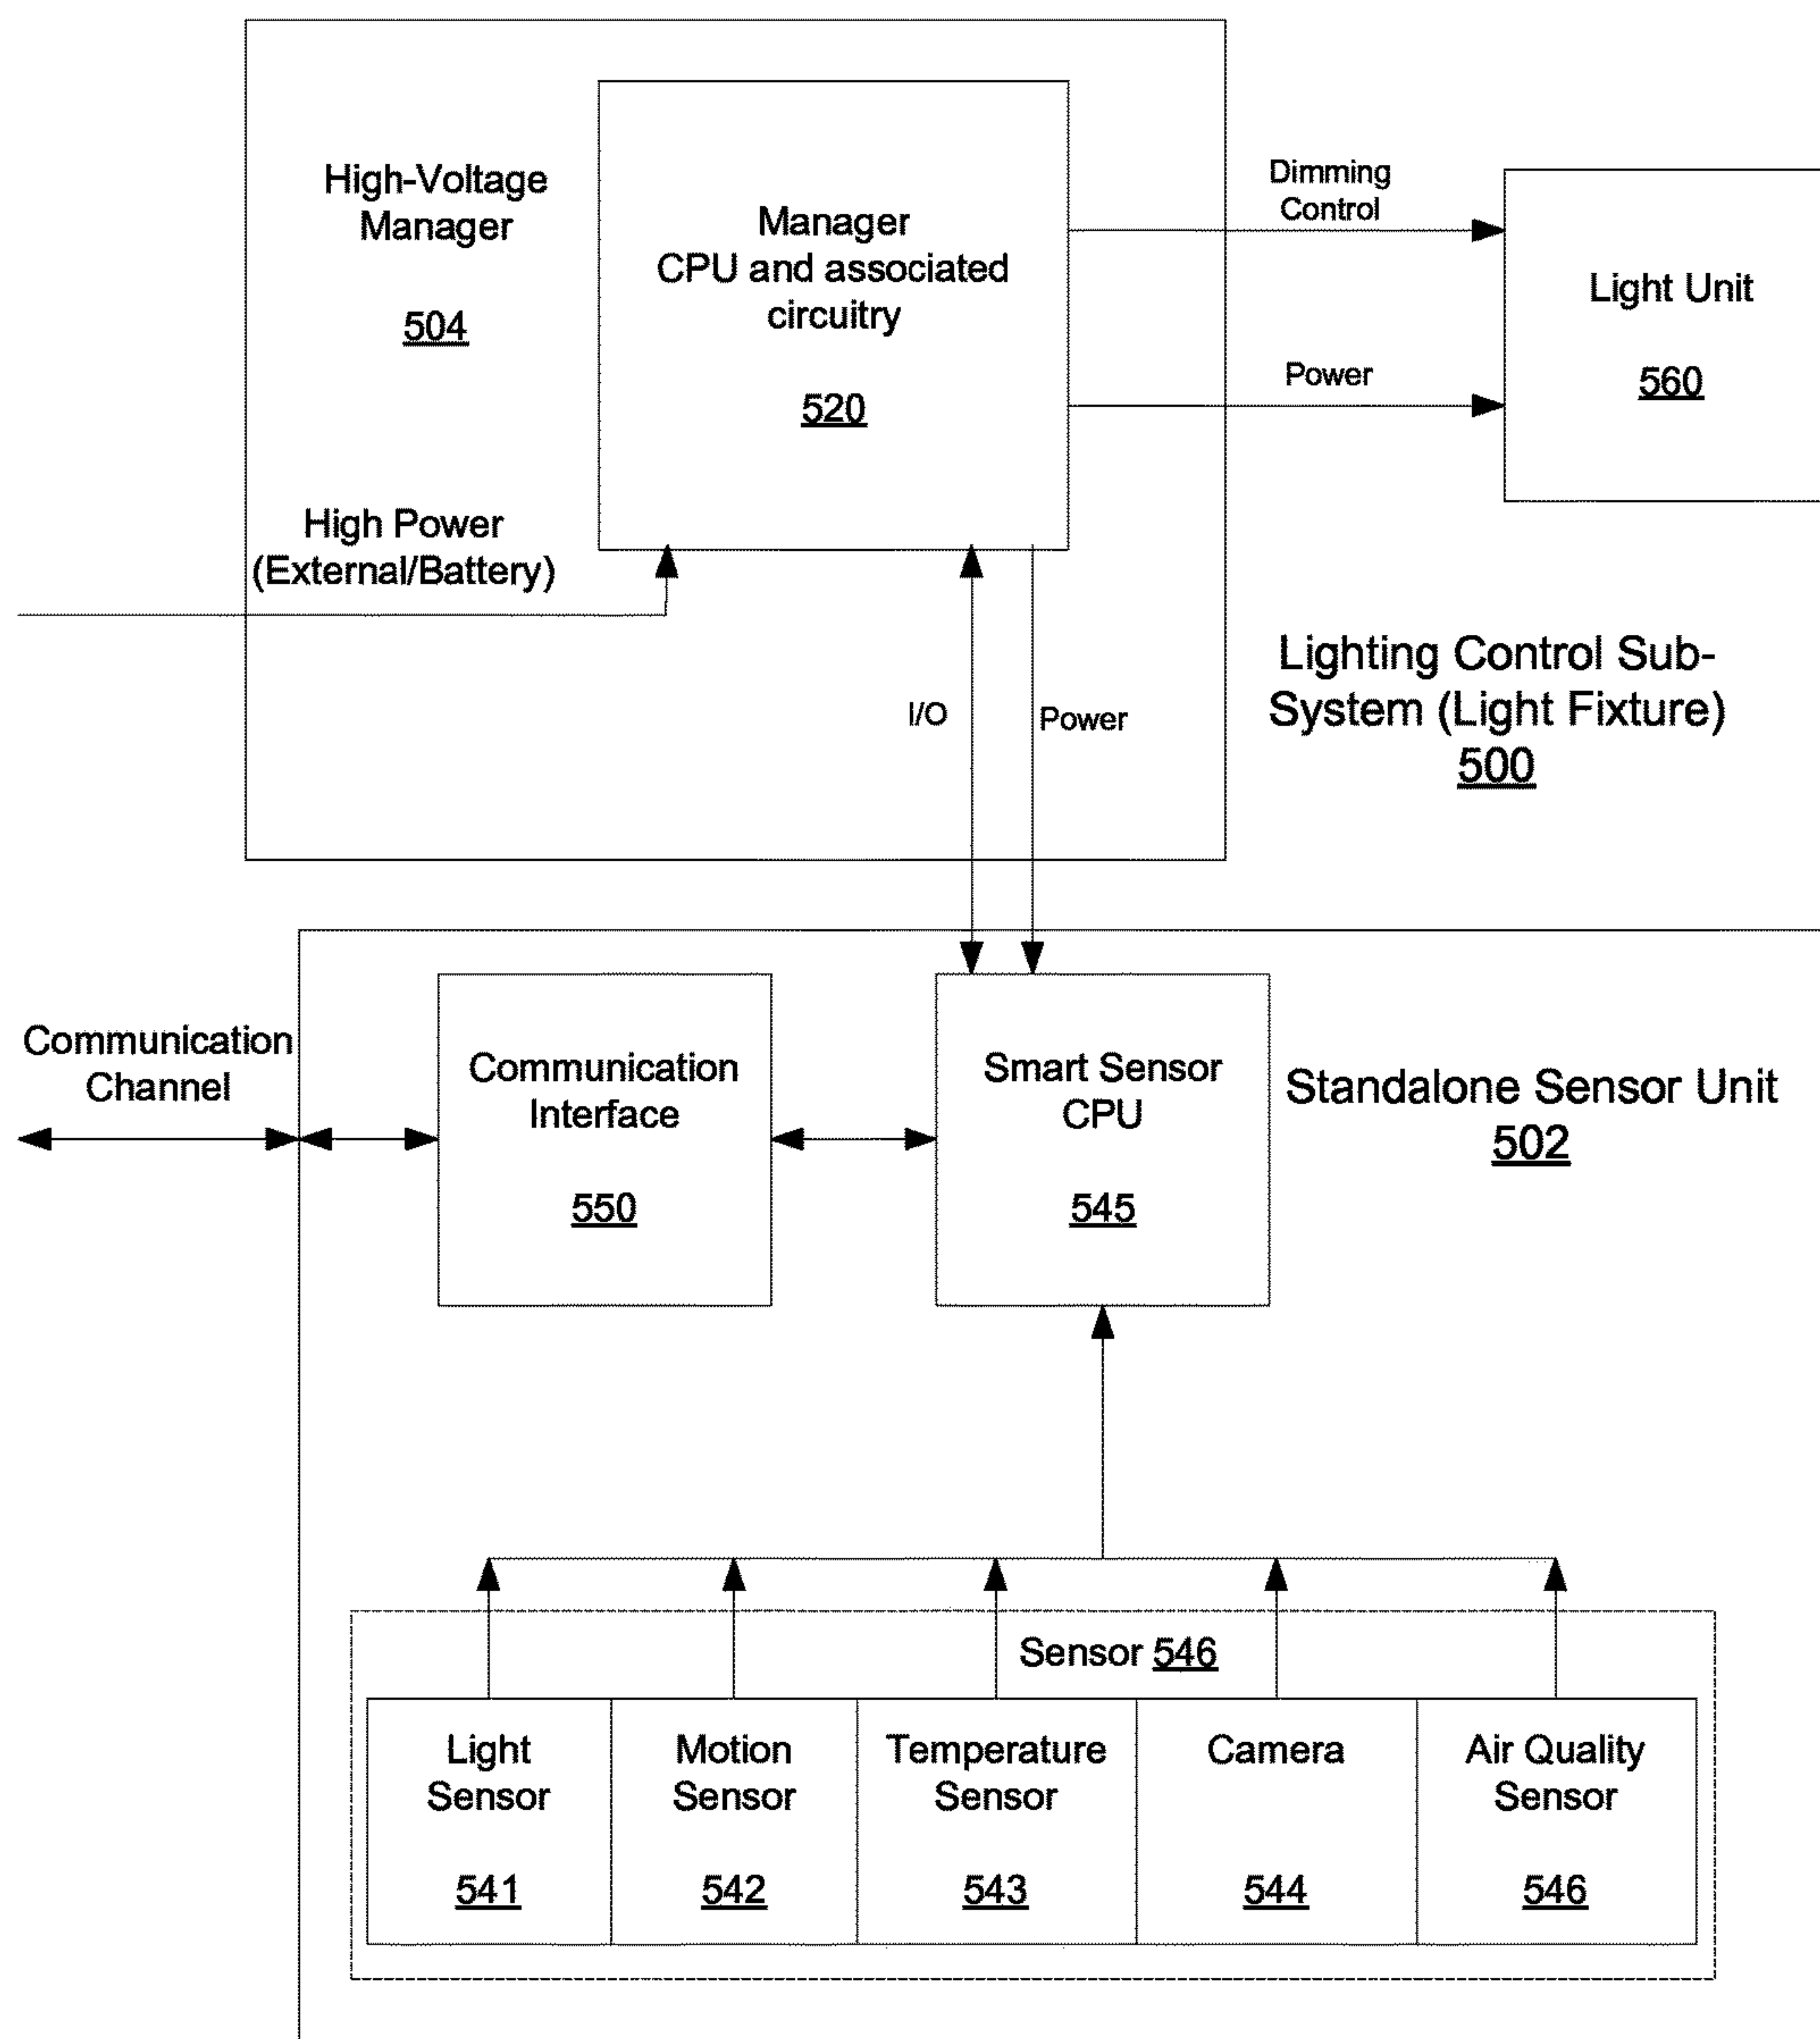 High-Voltage
Manager
504
Manager
CPU and associated
circuitry
520
Dimming
Control
Power
Light Unit
560
High Power
(External/Battery)
I/O
Power
Lighting Control Sub-
System (Light Fixture)
500
Communication
Channel
Communication
Interface
550
Smart Sensor
CPU
545
Standalone Sensor Unit
502
Sensor 546
Light
Sensor
541
Motion
Sensor
542
Temperature
Sensor
543
Camera
544
Air Quality
Sensor
546